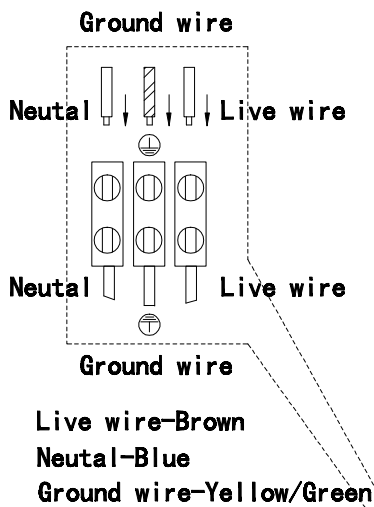 Ground wire
Neutal
Live wire
Neutal
Live wire
Ground wire
Live wire-Brown
Neutal-Blue
Ground wire-Yellow/Green